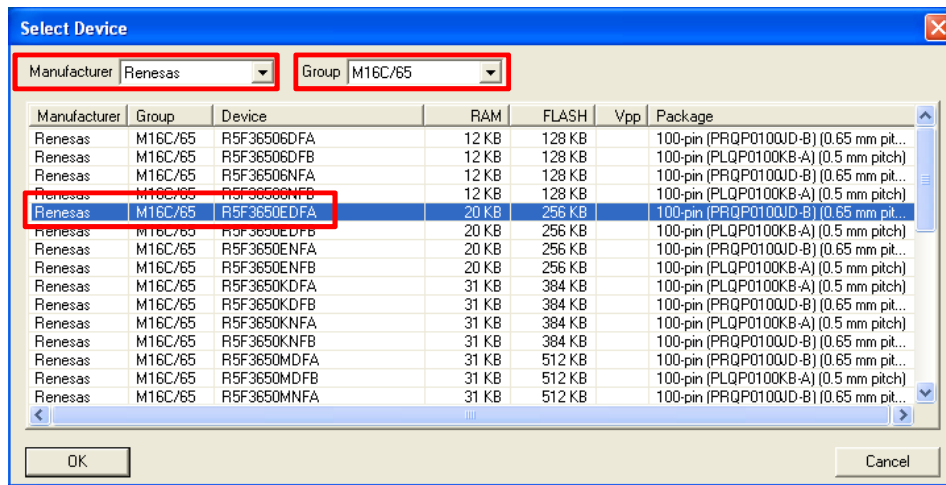 Select Device
Manufacturer Renesas Group M16C/65
Manufacturer Group Device RAM FLASH Vpp Package
Renesas M16C/65 R5F36506DFA 12 KB 128 KB 100-pin (PRQP0100JD-B) (0.65 mm pit...
Renesas M16C/65 R5F36506DFB 12 KB 128 KB 100-pin (PLQP0100KB-A) (0.5 mm pitch)
Renesas M16C/65 R5F36506NFA 12 KB 128 KB 100-pin (PRQP0100JD-B) (0.65 mm pit...
Renesas M16C/65 R5F36506NFB 12 KB 128 KB 100-pin (PLQP0100KB-A) (0.5 mm pitch)
Renesas M16C/65 R5F3650EDFA 20 KB 256 KB 100-pin (PRQP0100JD-B) (0.65 mm pit...
Renesas M16C/65 R5F3650EDFB 20 KB 256 KB 100-pin (PLQP0100KB-A) (0.5 mm pitch)
Renesas M16C/65 R5F3650ENFA 20 KB 256 KB 100-pin (PRQP0100JD-B) (0.65 mm pit...
Renesas M16C/65 R5F3650ENFB 20 KB 256 KB 100-pin (PLQP0100KB-A) (0.5 mm pitch)
Renesas M16C/65 R5F3650KDFA 31 KB 384 KB 100-pin (PLQP0100KB-A) (0.5 mm pitch)
Renesas M16C/65 R5F3650KDFB 31 KB 384 KB 100-pin (PRQP0100JD-B) (0.65 mm pit...
Renesas M16C/65 R5F3650KNFA 31 KB 384 KB 100-pin (PLQP0100KB-A) (0.5 mm pitch)
Renesas M16C/65 R5F3650KNFB 31 KB 384 KB 100-pin (PRQP0100JD-B) (0.65 mm pit...
Renesas M16C/65 R5F3650MDFA 31 KB 512 KB 100-pin (PRQP0100JD-B) (0.65 mm pit...
Renesas M16C/65 R5F3650MDFB 31 KB 512 KB 100-pin (PLQP0100KB-A) (0.5 mm pitch)
Renesas M16C/65 R5F3650MNFA 31 KB 512 KB 100-pin (PRQP0100JD-B) (0.65 mm pit...
OK Cancel